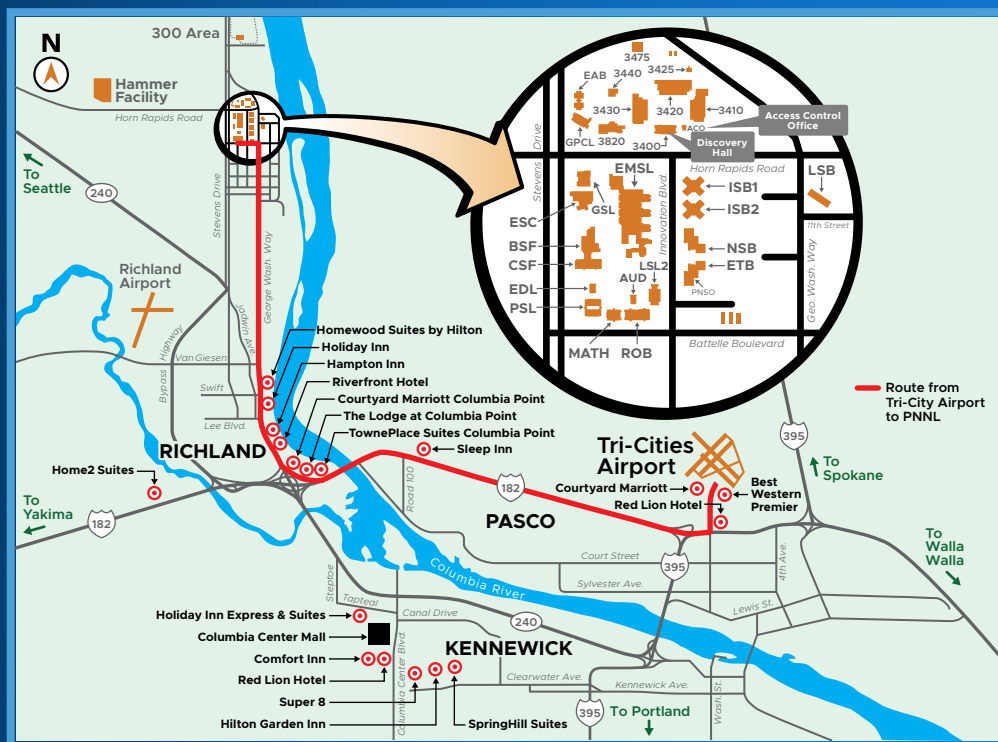 N
300 Area
Hammer
Facility
Horn Rapids Road
To
Seattle
240
Stevens Drive
George Wash. Way
Richland
Airport
Jadwin Ave.
Bypass Highway
Van Giesen
Swift
Lee Blvd.
RICHLAND
Homewood Suites by Hilton
Holiday Inn
Hampton Inn
Riverfront Hotel
Courtyard Marriott Columbia Point
The Lodge at Columbia Point
TownePlace Suites Columbia Point
Sleep Inn
Home2 Suites
To
Yakima
182
3475
EAB
3440
3425
3430
3420
3410
GPCL
3820
3400
ACO
Access Control
Office
Discovery
Hall
Stevens Drive
Horn Rapids Road
EMSL
GSL
ESC
BSF
CSF
EDL
PSL
MATH
ROB
AUD
LSL2
Innovation Blvd.
ISB1
ISB2
NSB
ETB
PNSO
LSB
11th Street
Geo. Wash. Way
Battelle Boulevard
Route from
Tri-City Airport
to PNNL
395
To
Spokane
Tri-Cities
Airport
Courtyard Marriott
Red Lion Hotel
Best
Western
Premier
Road 100
182
PASCO
To
Walla
Walla
395
Court Street
Sylvester Ave.
4th Ave.
Lewis St.
Columbia River
Steptoe
Tapteal
Canal Drive
240
Holiday Inn Express & Suites
Columbia Center Mall
Comfort Inn
Red Lion Hotel
Super 8
Hilton Garden Inn
SpringHill Suites
Columbia Center Blvd.
KENNEWICK
Clearwater Ave.
Kennewick Ave.
Wash. St.
395
To Portland